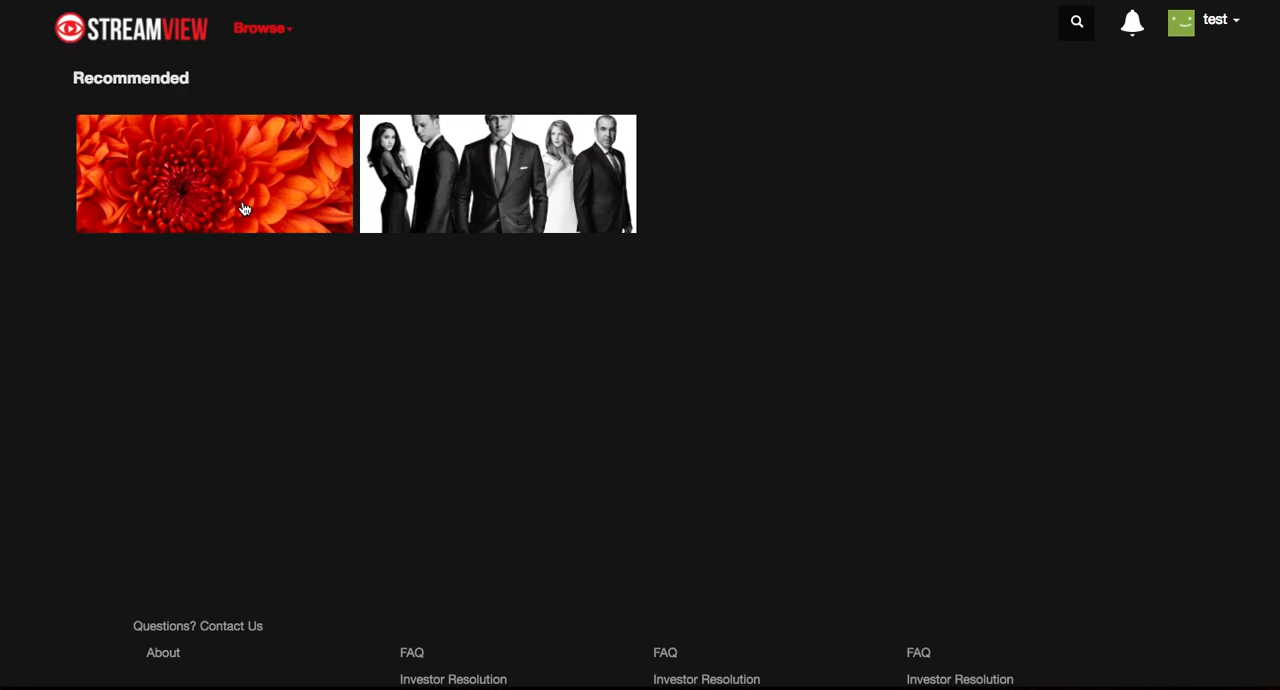 STREAMVIEW Browse test
Recommended
Questions? Contact Us
About FAQ FAQ FAQ
Investor Resolution Investor Resolution Investor Resolution